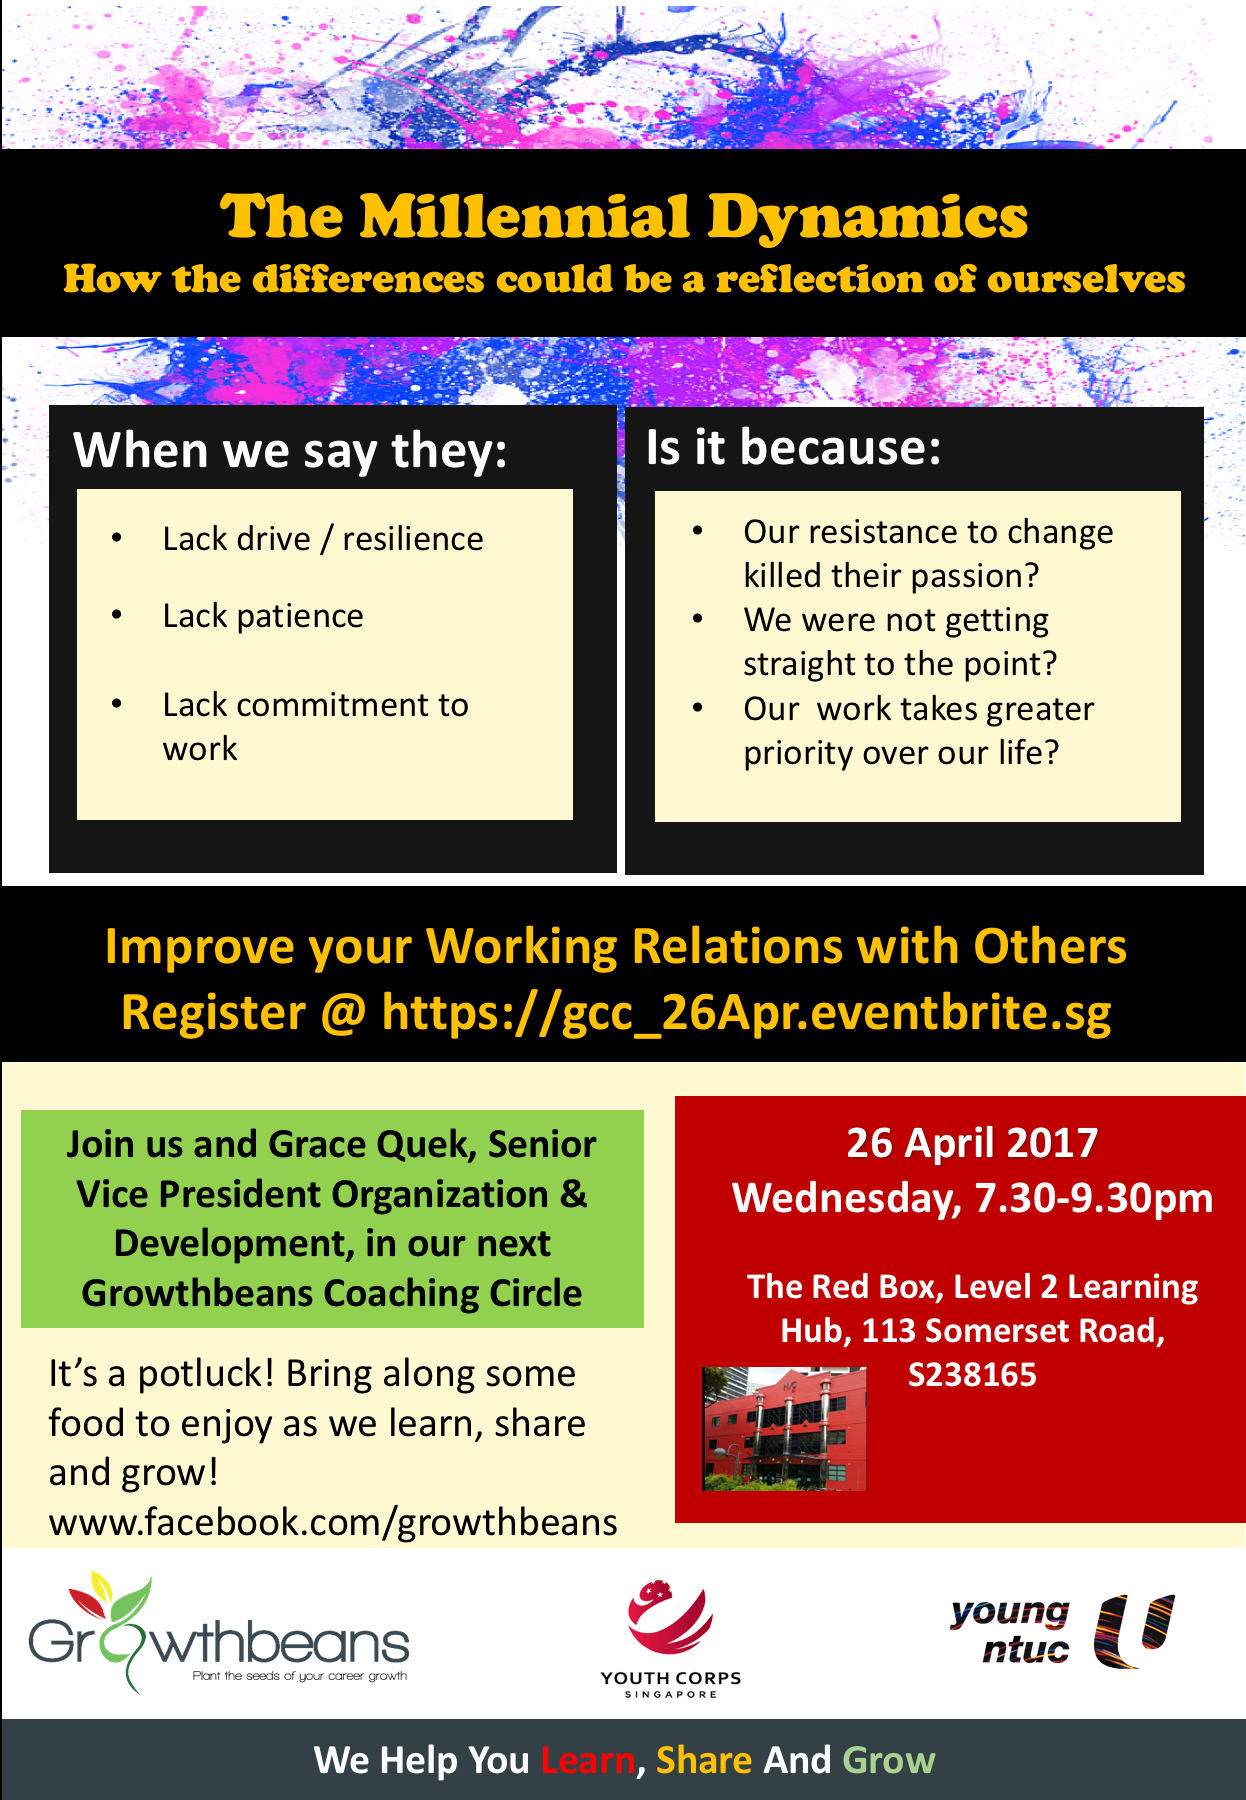 The Millennial Dynamics
How the differences could be a reflection of ourselves
When we say they:
• Lack drive / resilience
• Lack patience
• Lack commitment to
work
Is it because:
• Our resistance to change
killed their passion?
• We were not getting
straight to the point?
• Our  work takes greater
priority over our life?
Improve your Working Relations with Others
Register @ https://gcc_26Apr.eventbrite.sg
Join us and Grace Quek, Senior
Vice President Organization &
Development, in our next
Growthbeans Coaching Circle
It’s a potluck! Bring along some
food to enjoy as we learn, share
and grow!
www.facebook.com/growthbeans
26 April 2017
Wednesday, 7.30-9.30pm
The Red Box, Level 2 Learning
Hub, 113 Somerset Road,
S238165
Growthbeans
Plant the seeds of your career growth
YOUTH CORPS
SINGAPORE
young
ntuc
U
We Help You Learn, Share And Grow